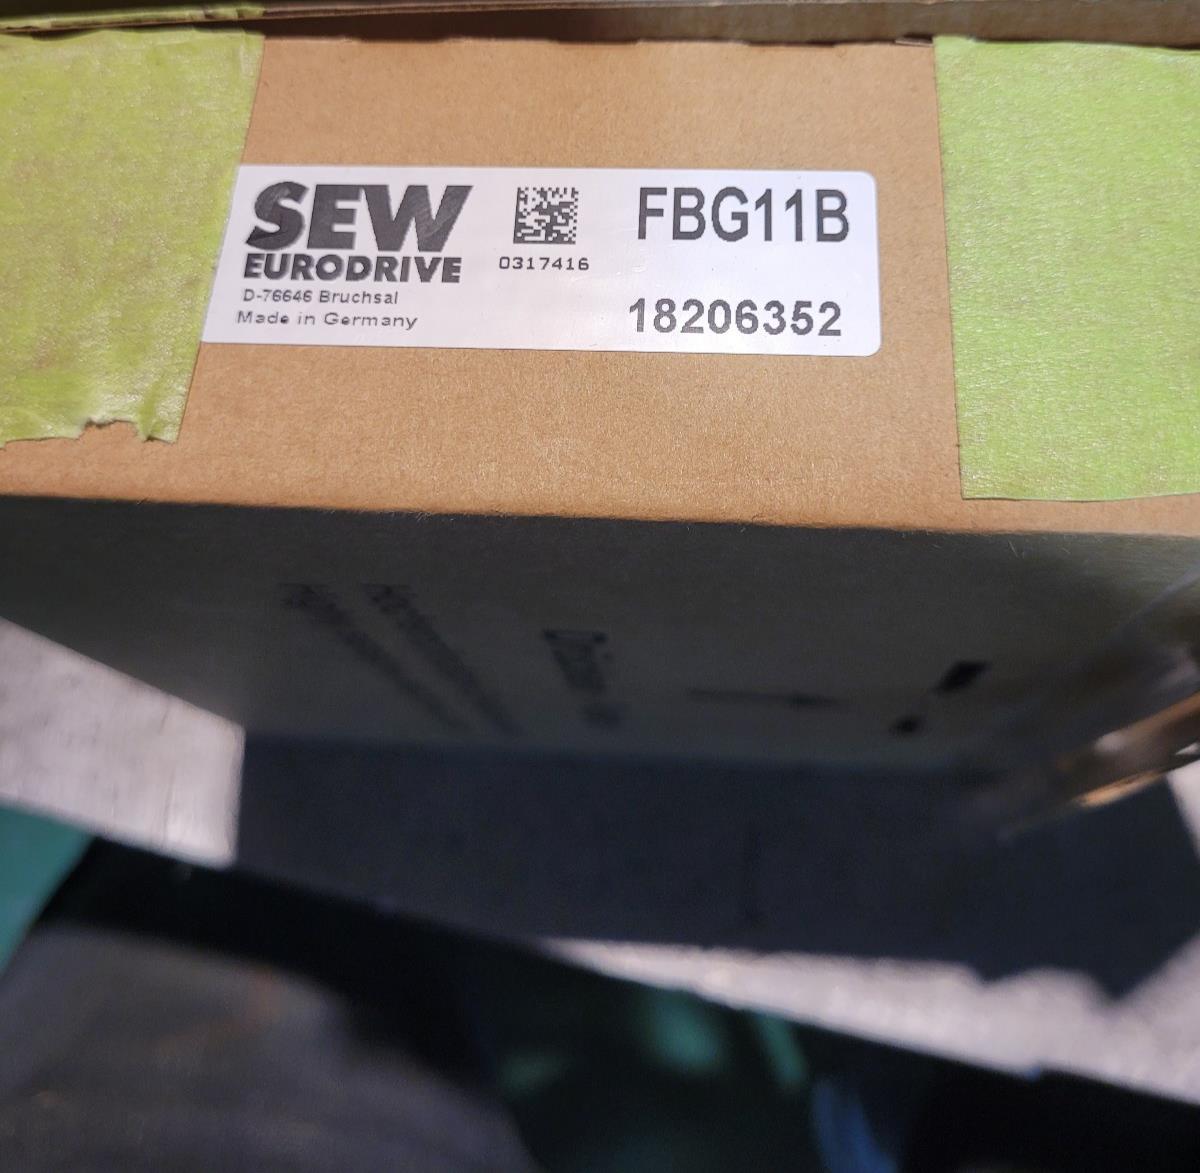 SEW
EURODRIVE
D-76646 Bruchsal
Made in Germany
0317416
FBG11B
18206352